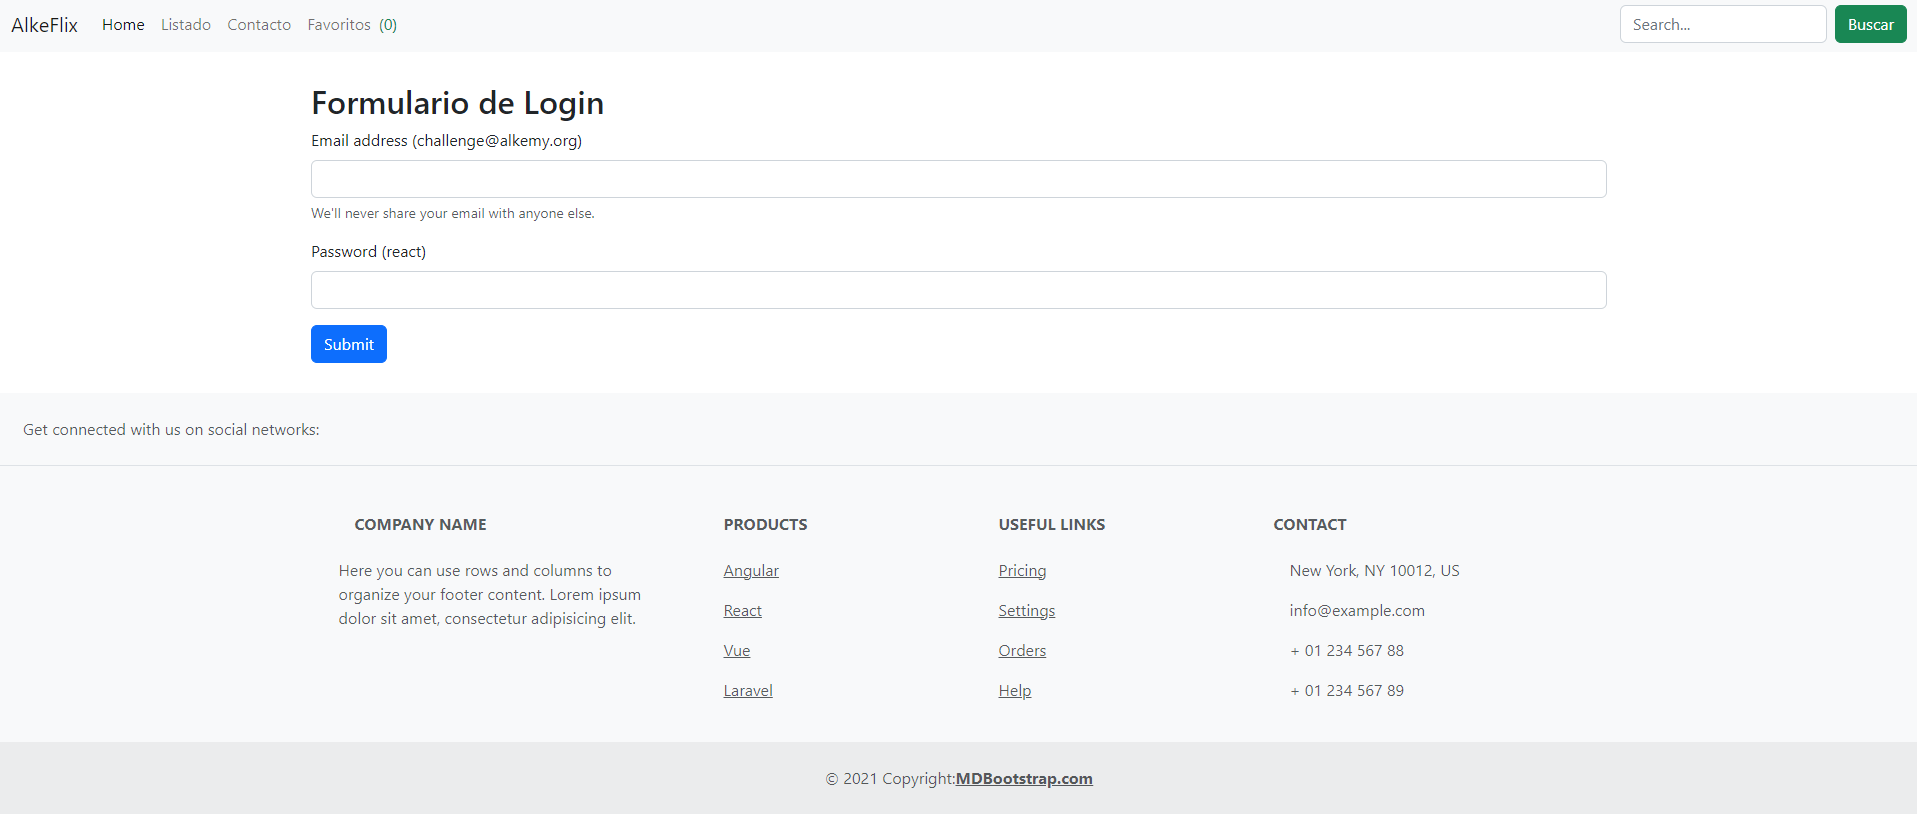 AlkeFlix Home Listado Contacto Favoritos (0) Search... Buscar
Formulario de Login
Email address (challenge@alkemy.org)
We'll never share your email with anyone else.
Password (react)
Submit
Get connected with us on social networks:
COMPANY NAME
Here you can use rows and columns to
organize your footer content. Lorem ipsum
dolor sit amet, consectetur adipisicing elit.
PRODUCTS
Angular
React
Vue
Laravel
USEFUL LINKS
Pricing
Settings
Orders
Help
CONTACT
New York, NY 10012, US
info@example.com
+ 01 234 567 88
+ 01 234 567 89
© 2021 Copyright:MDBootstrap.com